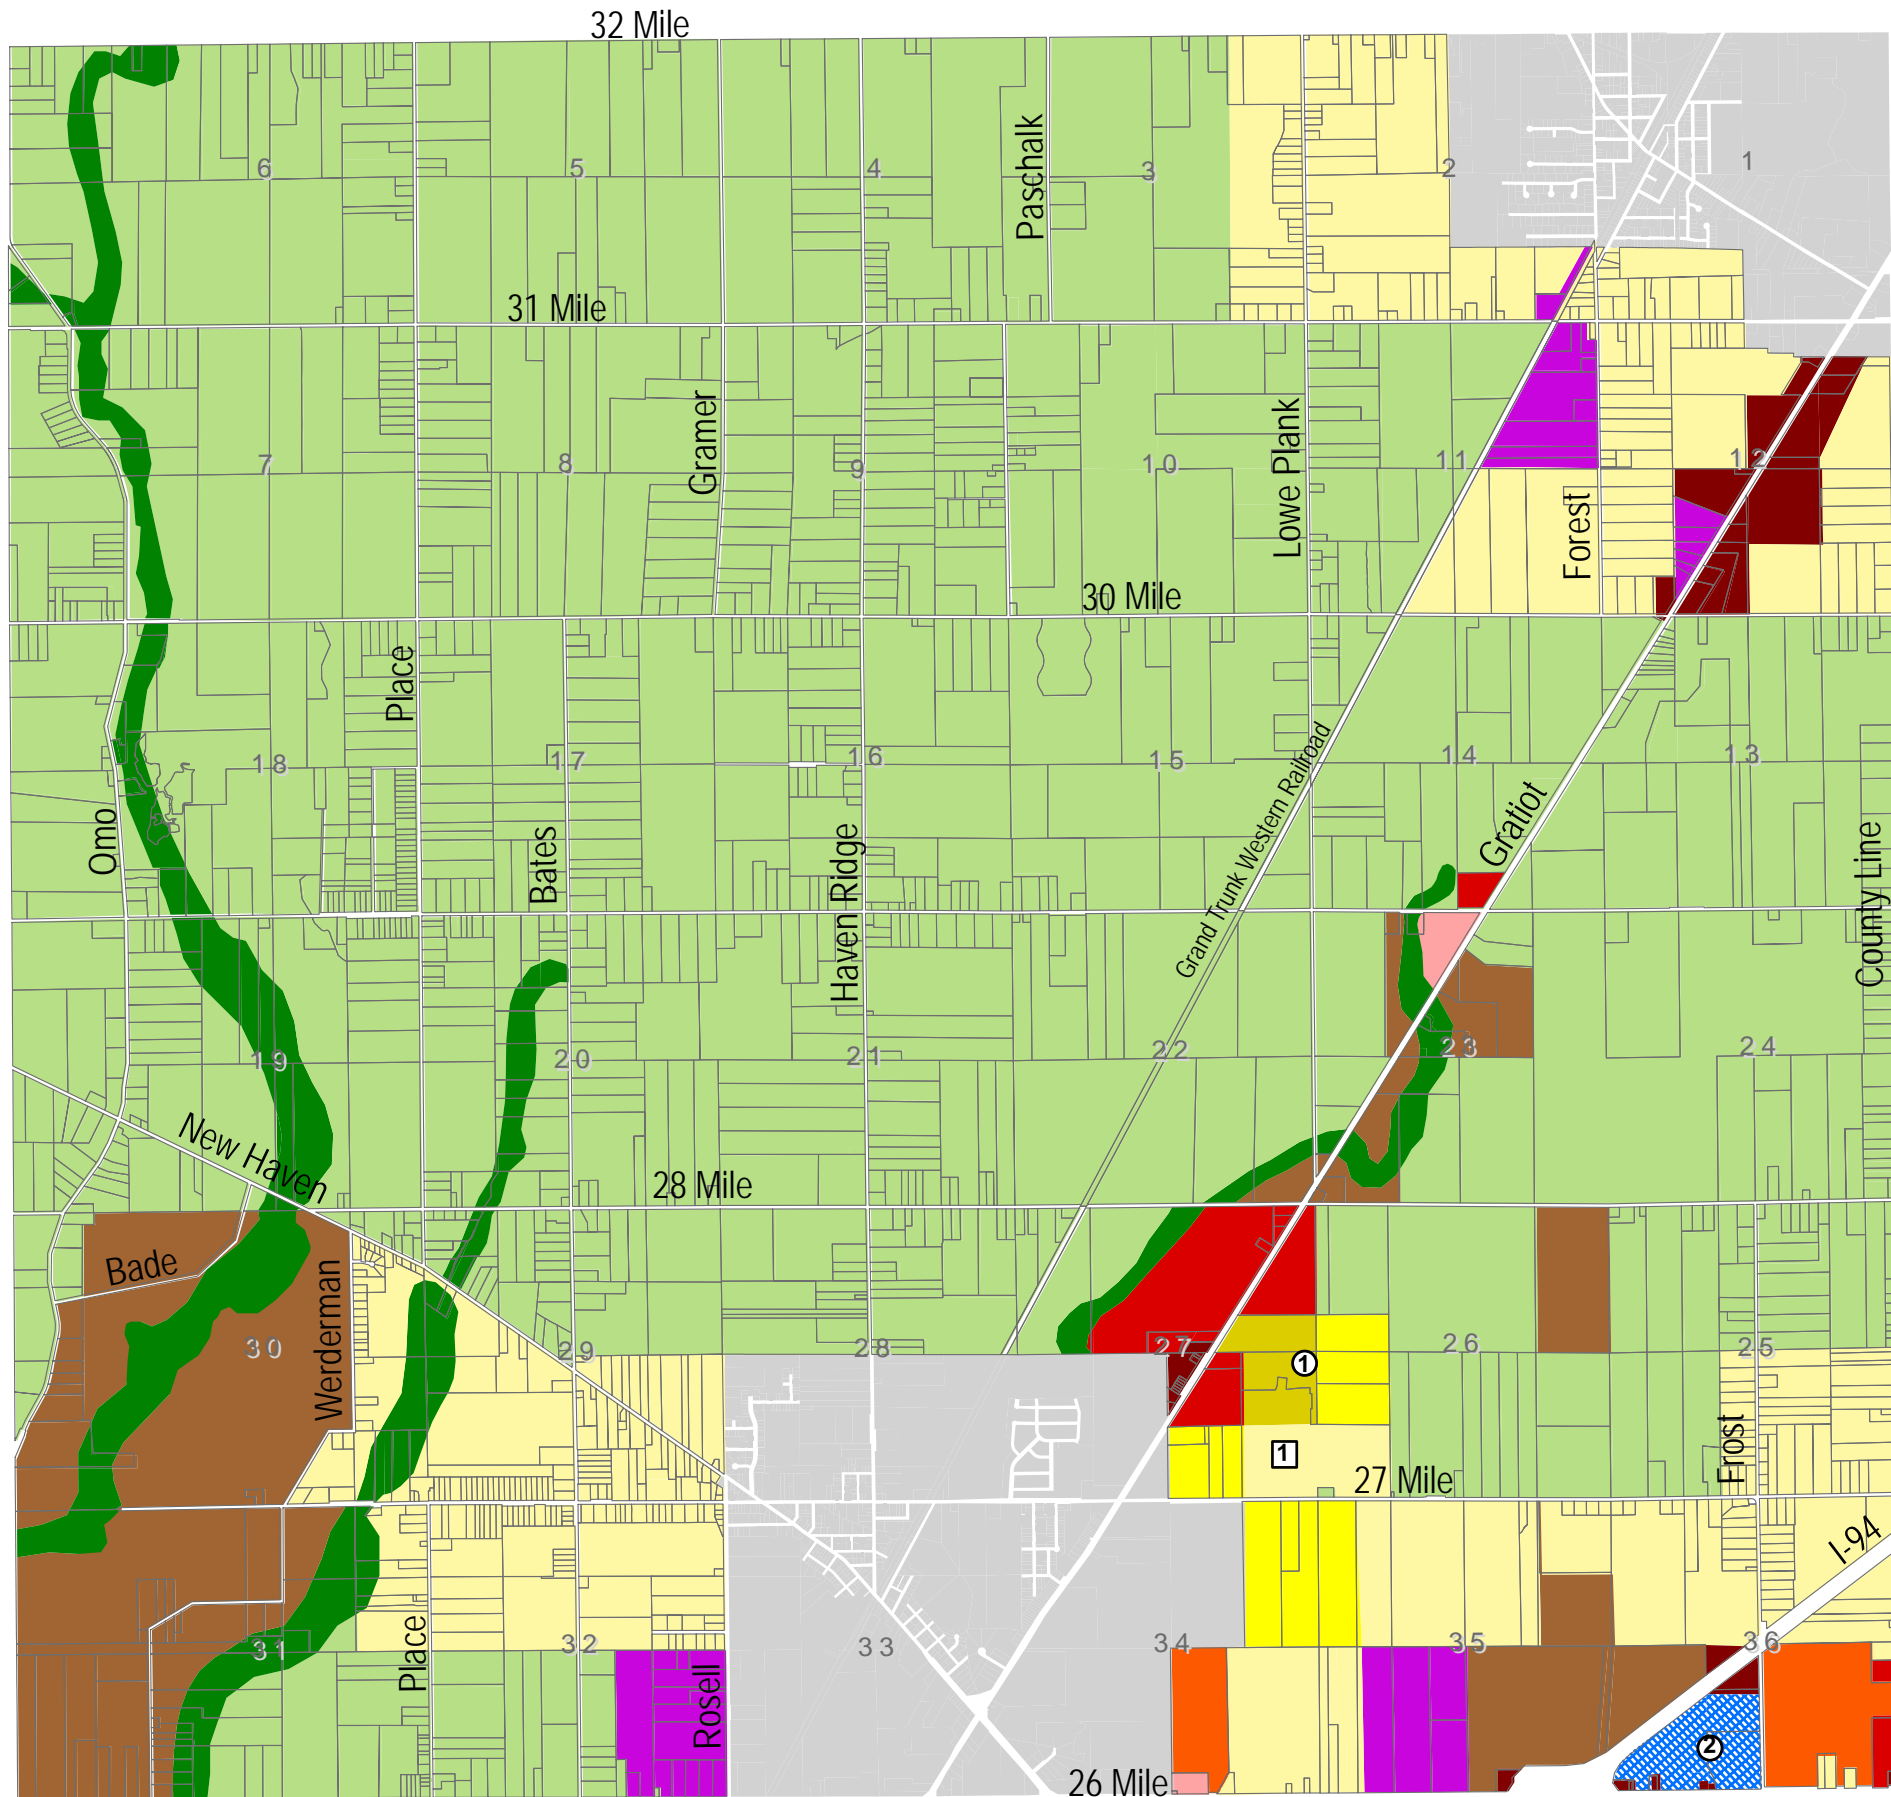 32 Mile
Paschalk
6
5
4
3
2
1
31 Mile
Gramer
Lowe Plank
Forest
7
8
9
10
11
12
30 Mile
Place
Omo
Bates
Haven Ridge
Grand Trunk Western Railroad
Gratiot
County Line
18
17
16
15
14
13
19
20
21
22
23
24
New Haven
28 Mile
Bade
Werderman
30
29
28
27
26
25
1
1
Frost
27 Mile
I-94
31
Place
32
Rosell
33
34
35
36
2
26 Mile